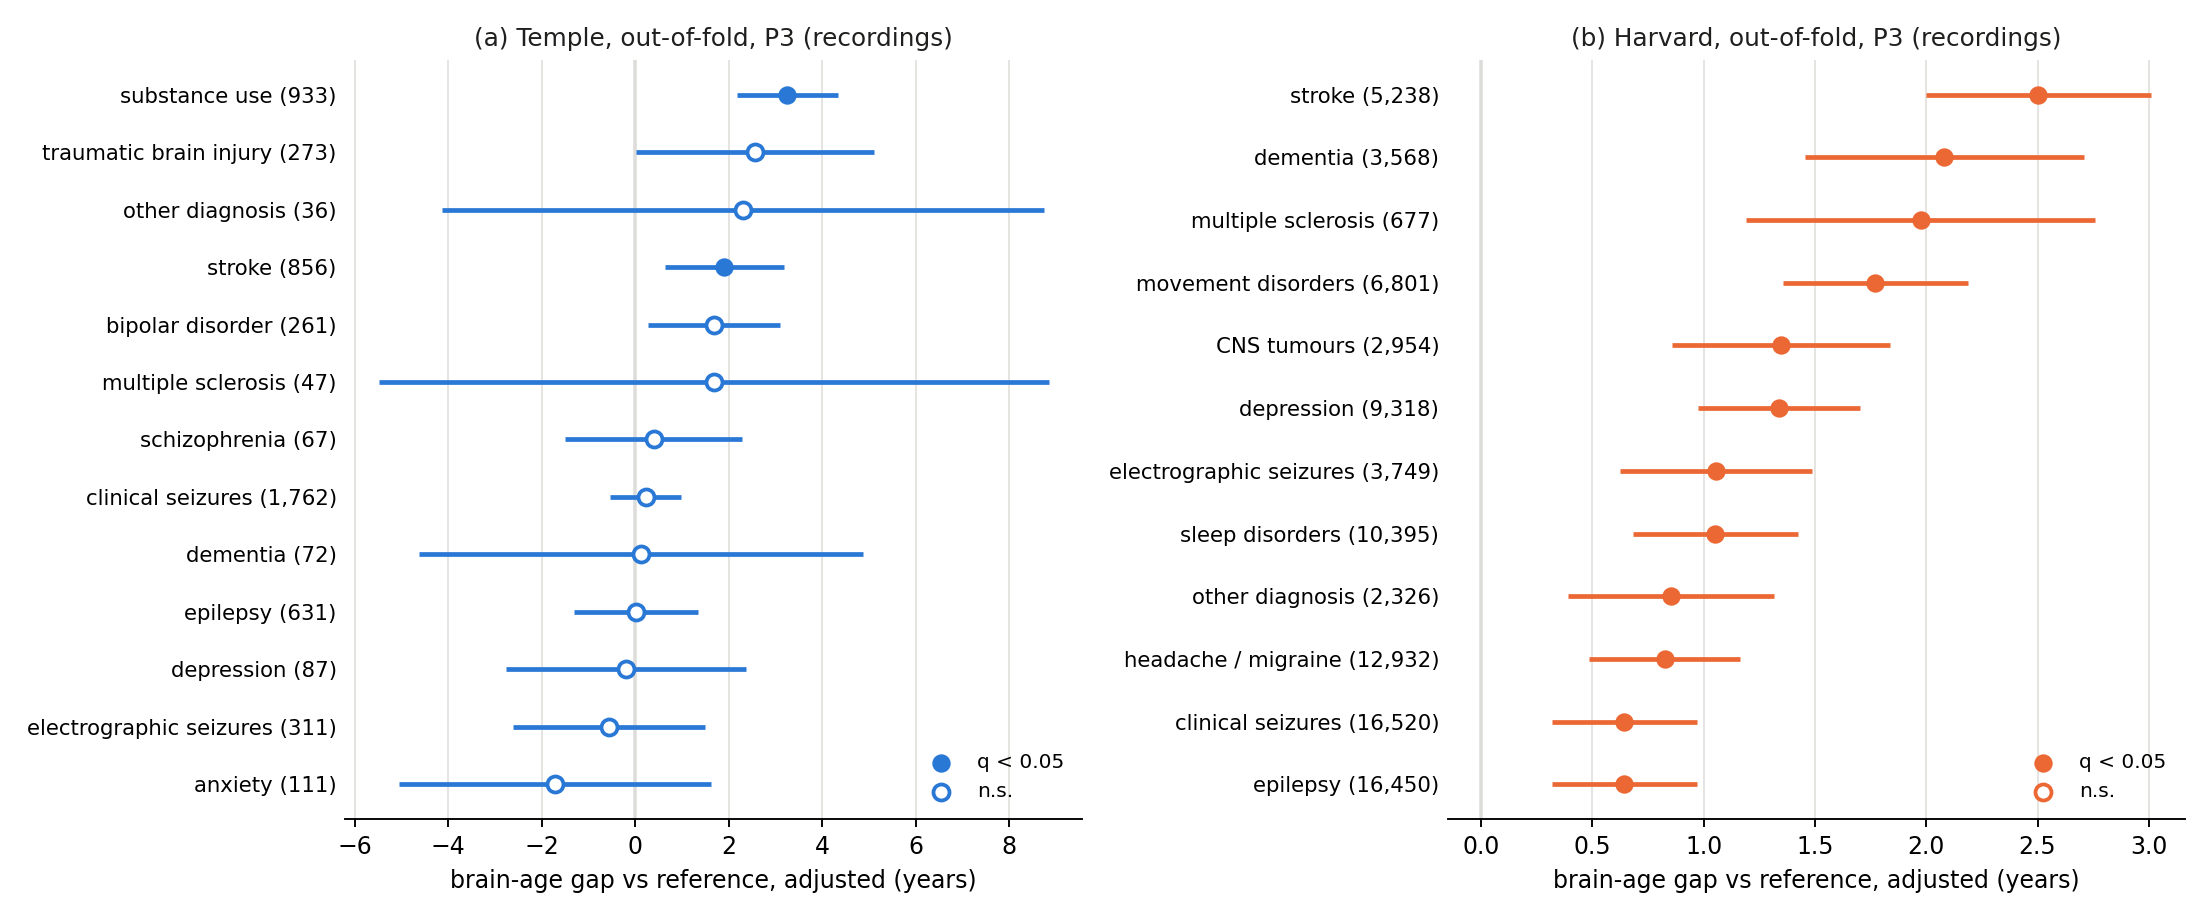 (a) Temple, out-of-fold, P3 (recordings)
substance use (933)
traumatic brain injury (273)
other diagnosis (36)
stroke (856)
bipolar disorder (261)
multiple sclerosis (47)
schizophrenia (67)
clinical seizures (1,762)
dementia (72)
epilepsy (631)
depression (87)
electrographic seizures (311)
anxiety (111)
q < 0.05
n.s.
−6 −4 −2 0 2 4 6 8
brain-age gap vs reference, adjusted (years)
(b) Harvard, out-of-fold, P3 (recordings)
stroke (5,238)
dementia (3,568)
multiple sclerosis (677)
movement disorders (6,801)
CNS tumours (2,954)
depression (9,318)
electrographic seizures (3,749)
sleep disorders (10,395)
other diagnosis (2,326)
headache / migraine (12,932)
clinical seizures (16,520)
epilepsy (16,450)
q < 0.05
n.s.
0.0 0.5 1.0 1.5 2.0 2.5 3.0
brain-age gap vs reference, adjusted (years)